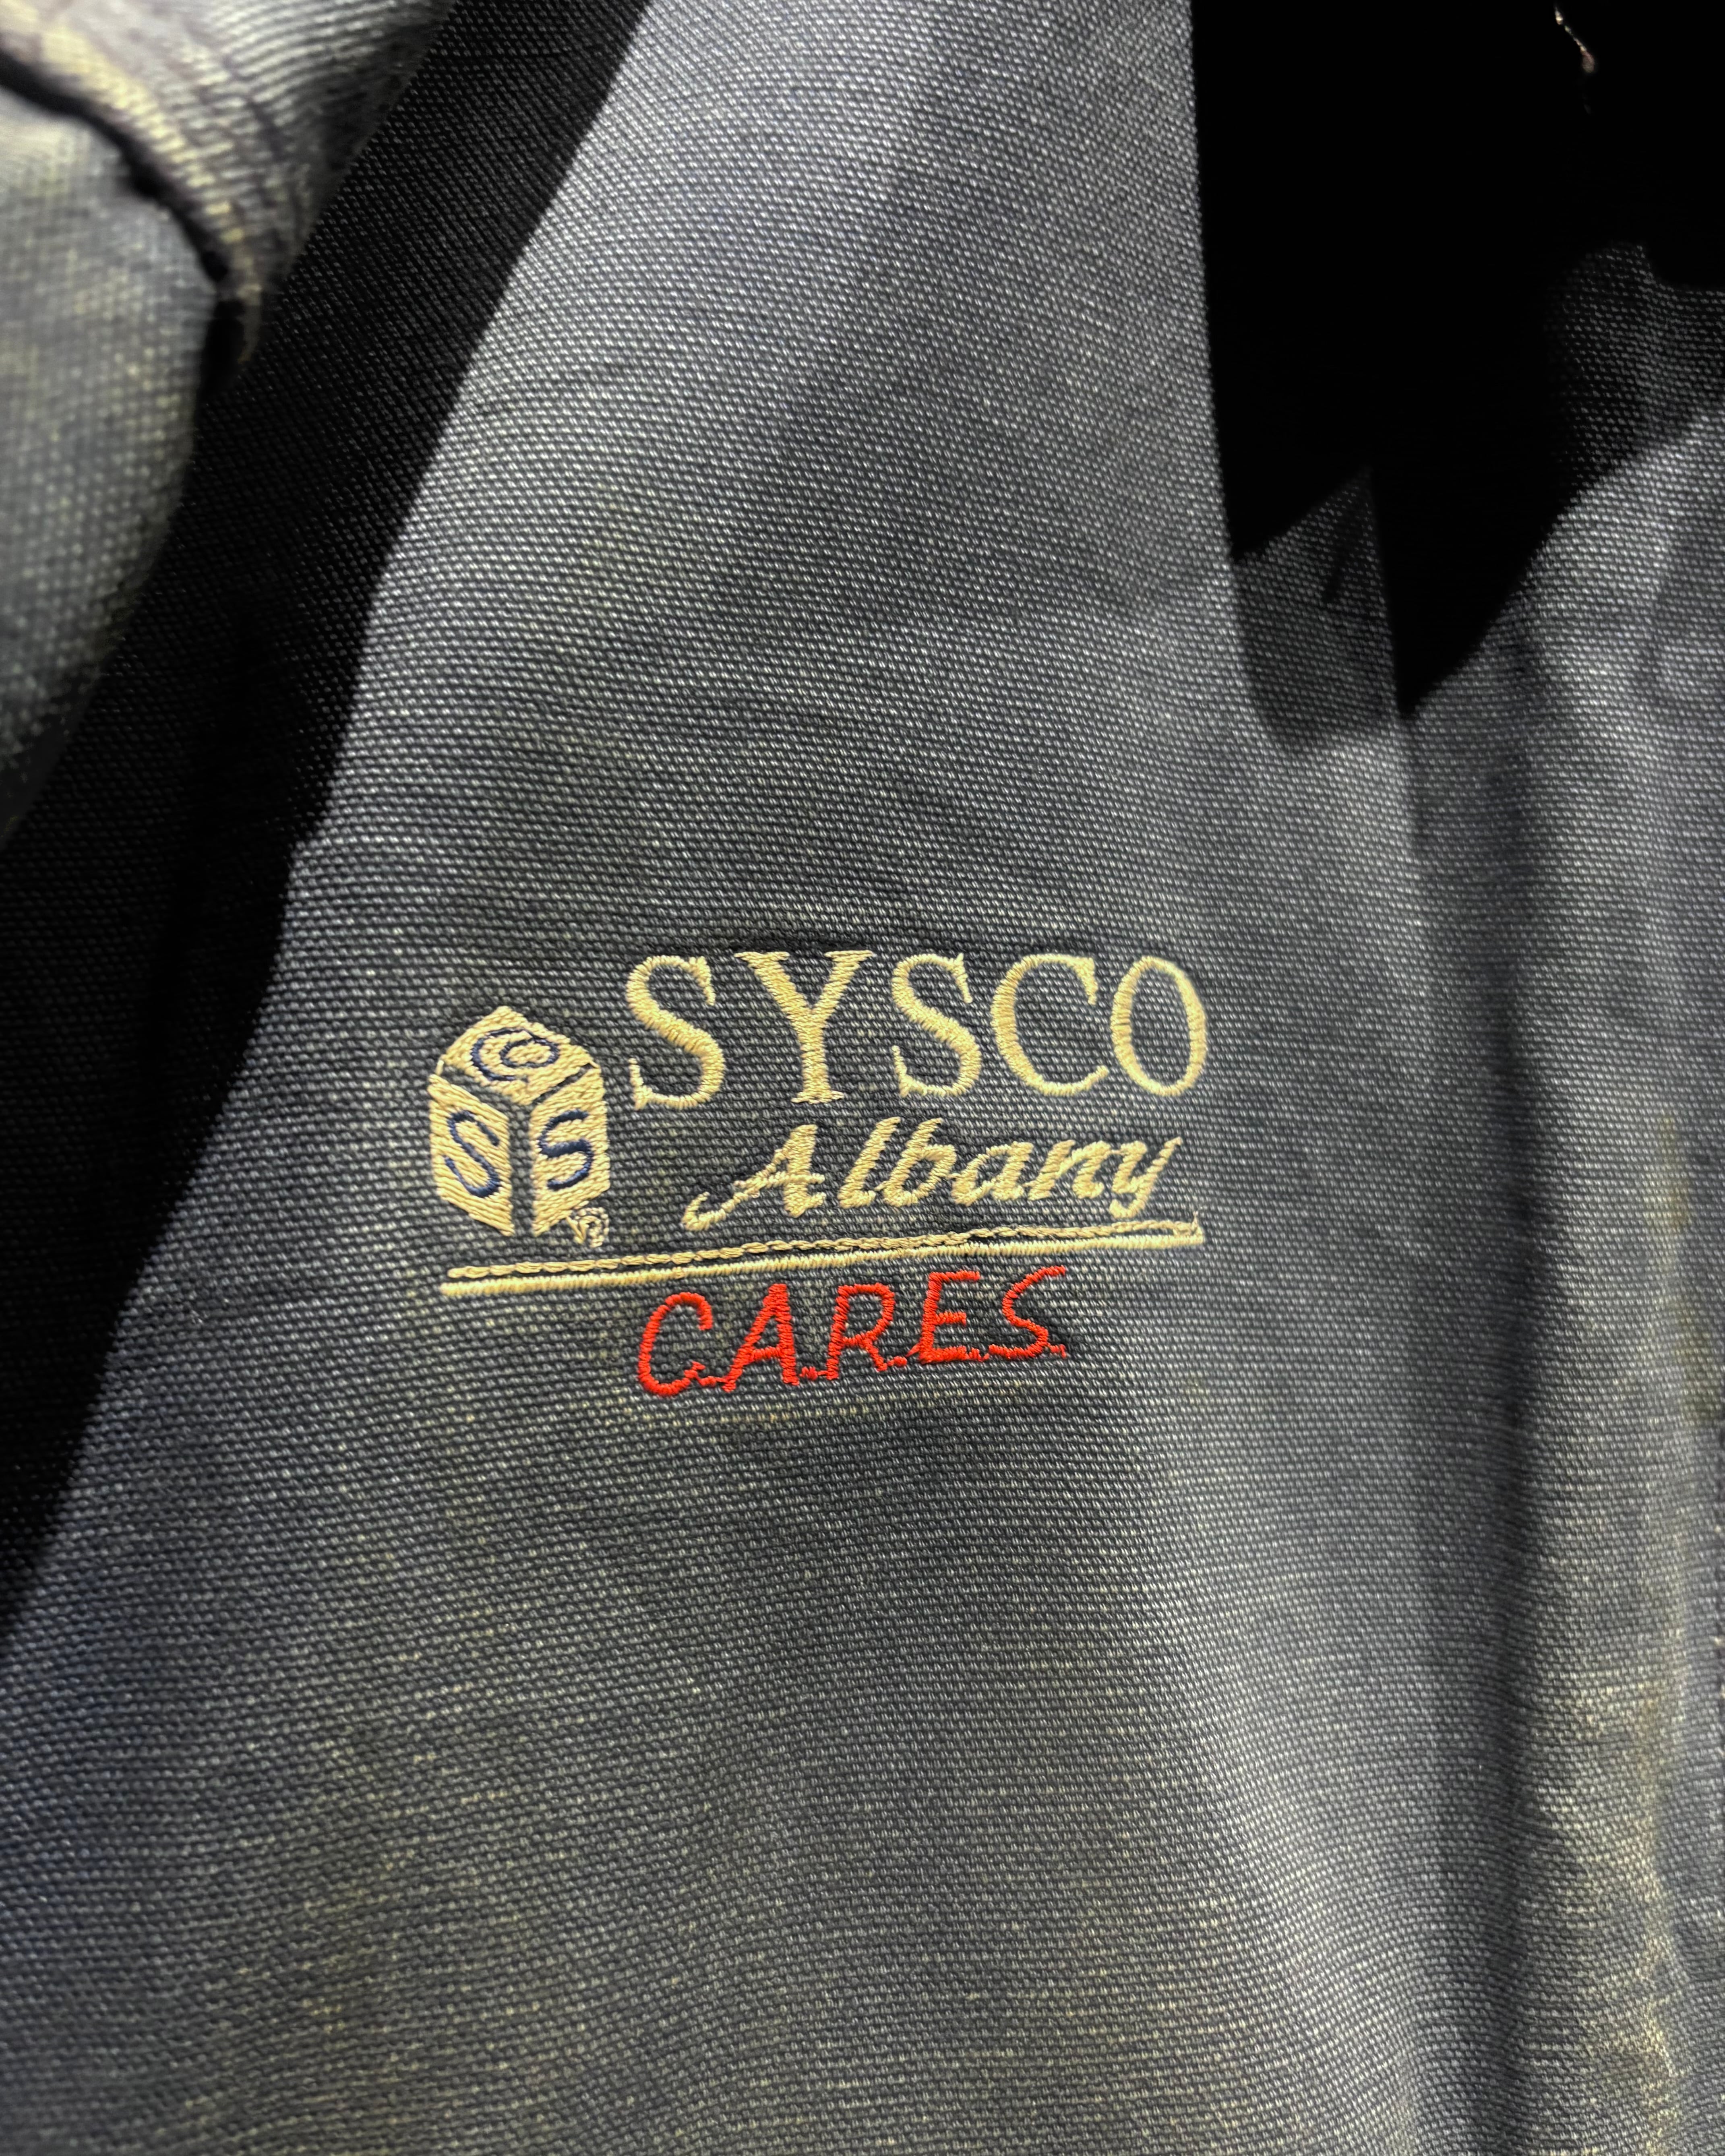 SYSCO
Albany
C.A.R.E.S.
C
S S
®